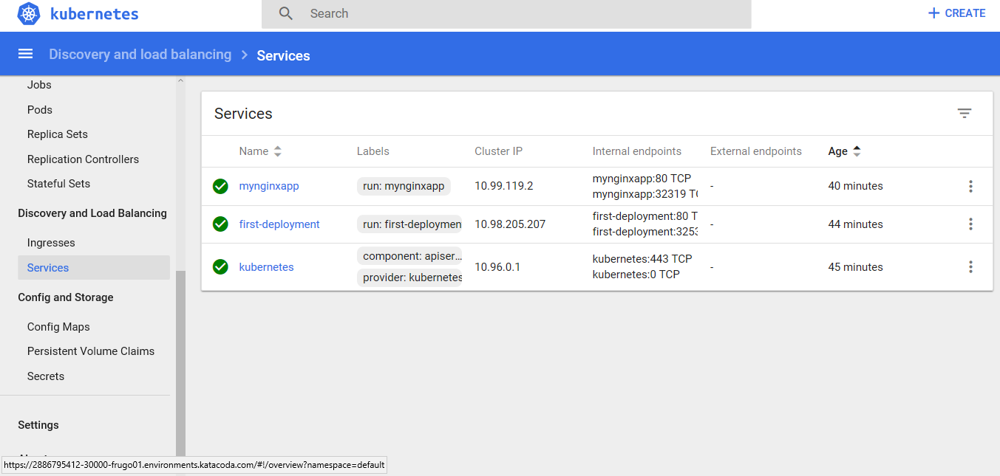 kubernetes
Search
CREATE
Discovery and load balancing
Services
Jobs
Pods
Replica Sets
Replication Controllers
Stateful Sets
Discovery and Load Balancing
Ingresses
Services
Config and Storage
Config Maps
Persistent Volume Claims
Secrets
Settings
Services
Name Labels Cluster IP Internal endpoints External endpoints Age
mynginxapp run: mynginxapp 10.99.119.2 mynginxapp:80 TCP - 40 minutes
mynginxapp:32319 TC
first-deployment run: first-deploymen 10.98.205.207 first-deployment:80 T - 44 minutes
first-deployment:3253
kubernetes component: apiser... 10.96.0.1 kubernetes:443 TCP - 45 minutes
provider: kubernetes kubernetes:0 TCP
https://2886795412-30000-frugo01.environments.katacoda.com/#!/overview?namespace=default